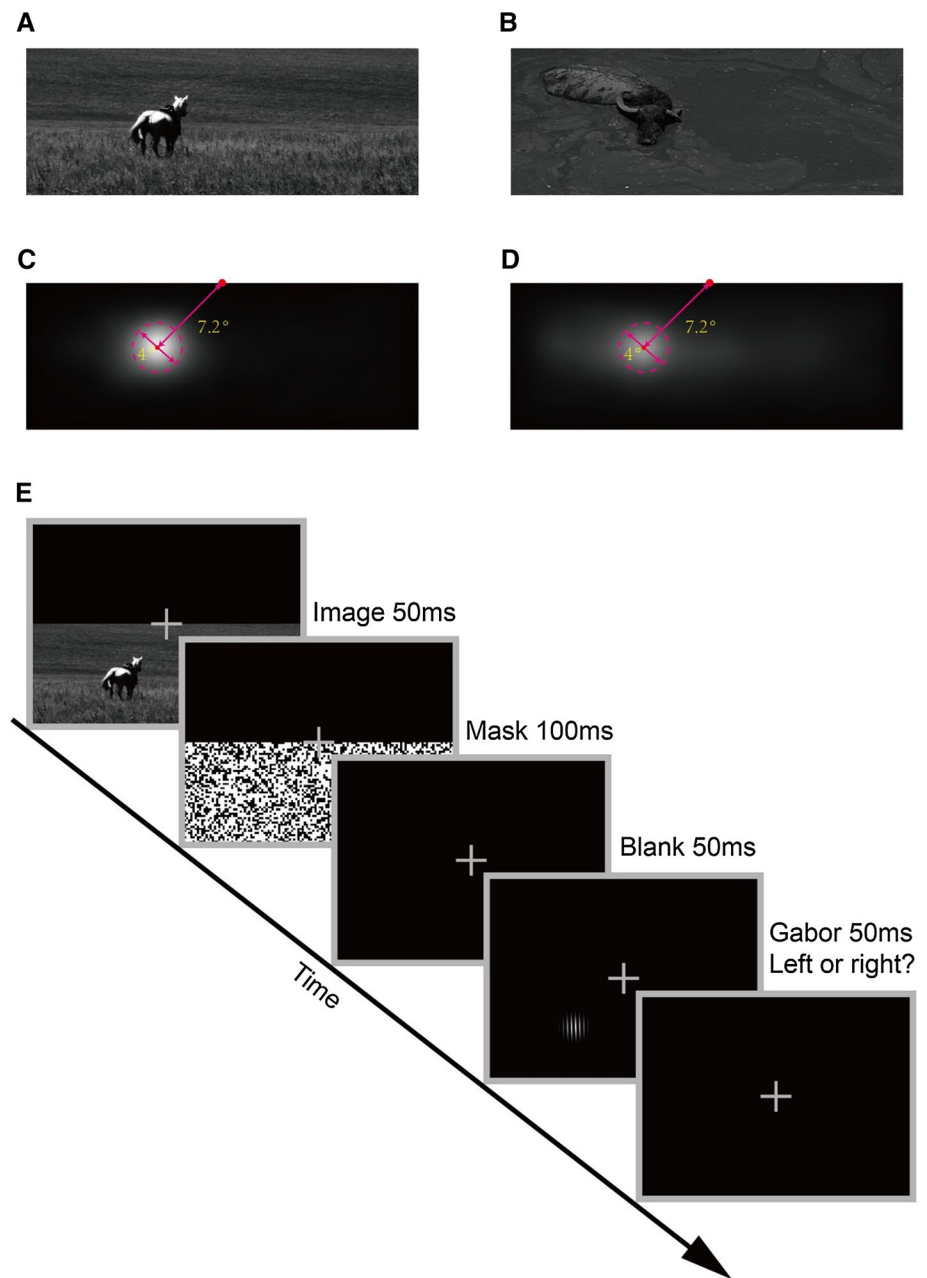 A
B
C
D
7.2°
7.2°
4
4°
E
Image 50ms
Mask 100ms
Blank 50ms
Gabor 50ms
Left or right?
Time